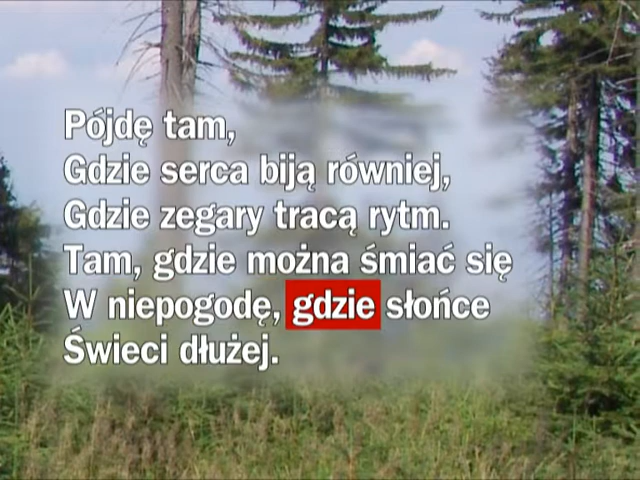 Pójdę tam,
Gdzie serca biją równiej,
Gdzie zegary tracą rytm.
Tam, gdzie można śmiać się
W niepogodę, gdzie słońce
Świeci dłużej.